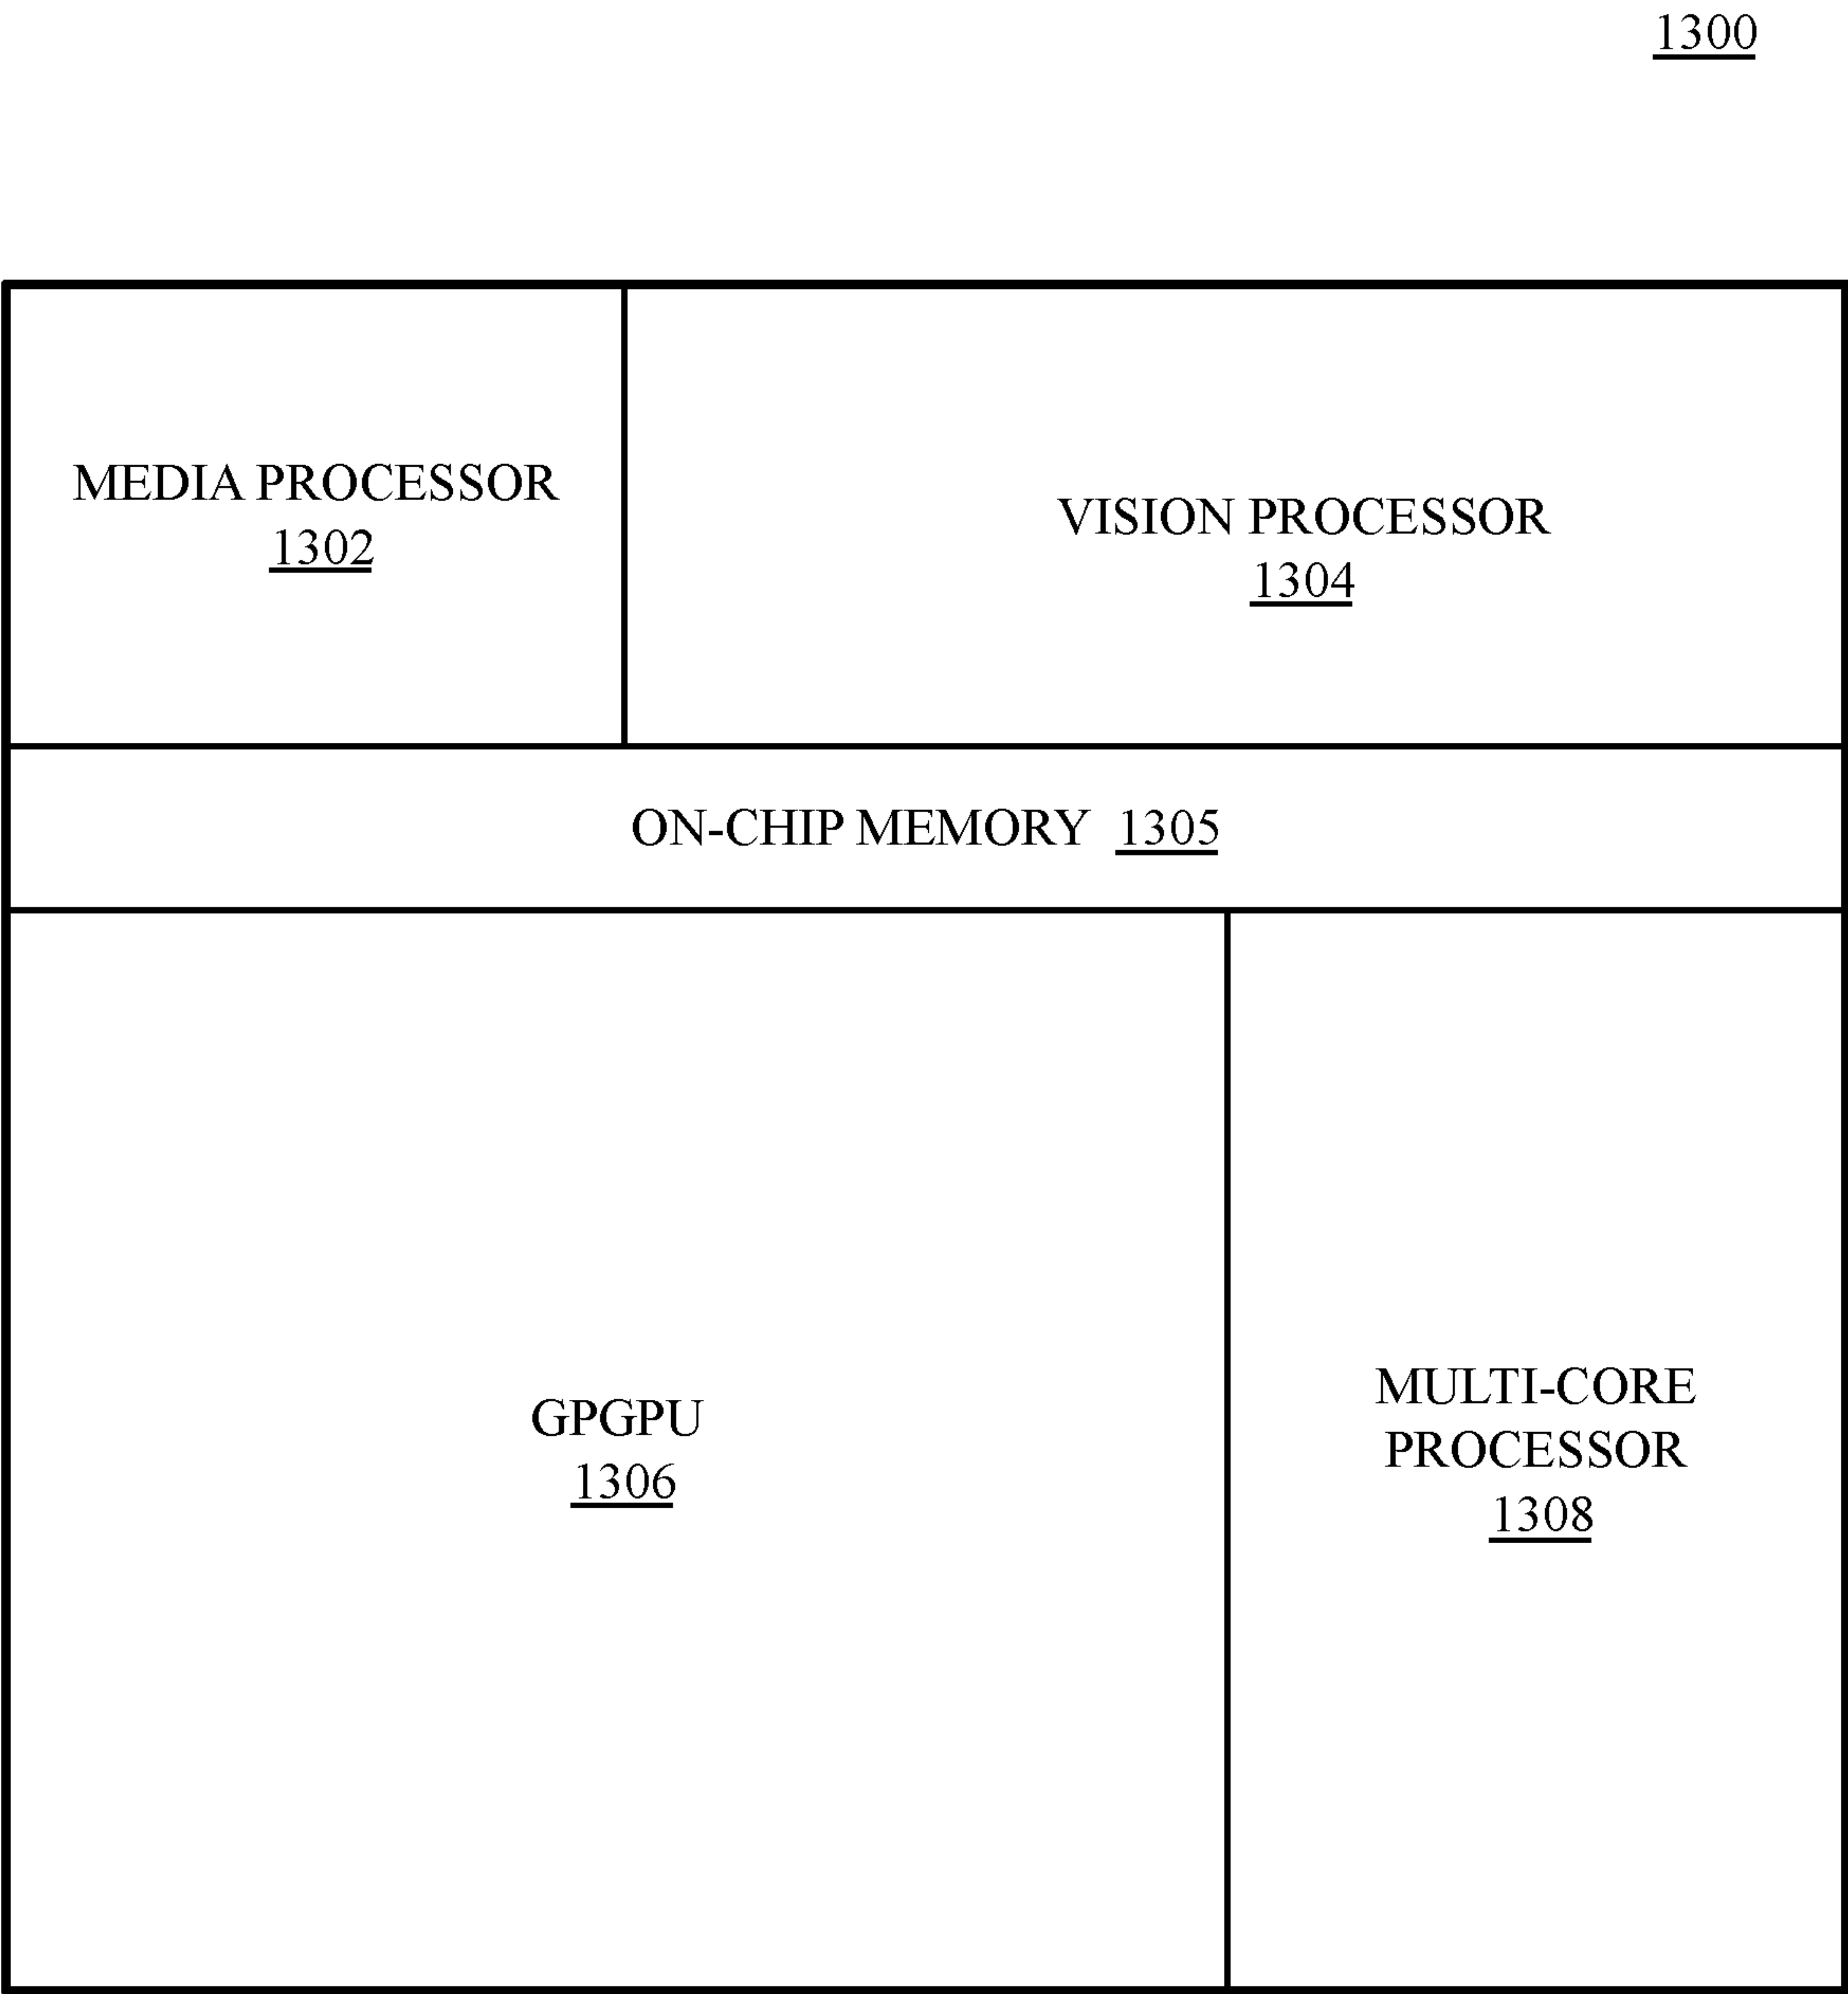 1300
MEDIA PROCESSOR
1302
VISION PROCESSOR
1304
ON-CHIP MEMORY 1305
GPGPU
1306
MULTI-CORE
PROCESSOR
1308